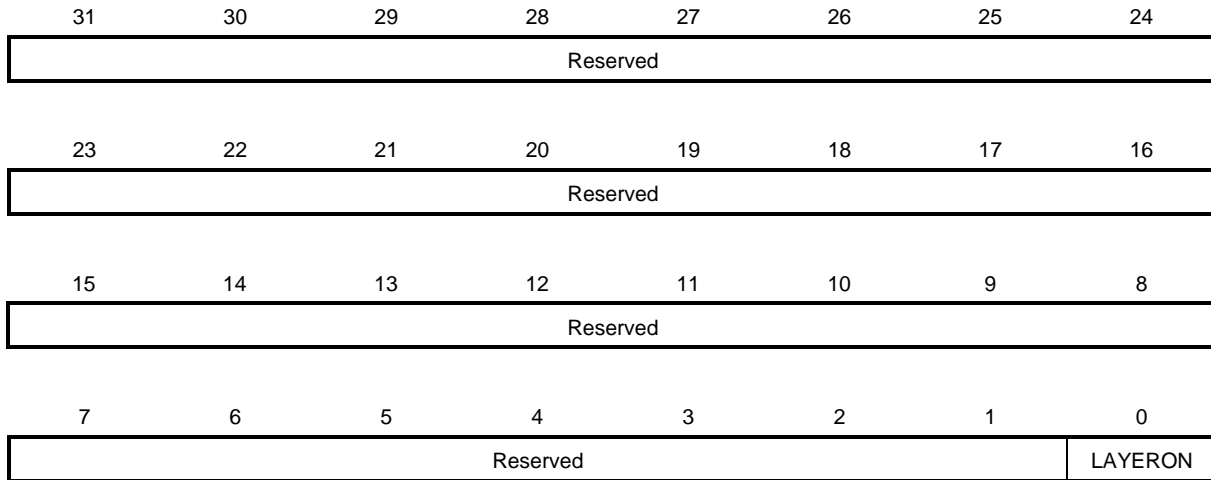 31 30 29 28 27 26 25 24
Reserved
23 22 21 20 19 18 17 16
Reserved
15 14 13 12 11 10 9 8
Reserved
7 6 5 4 3 2 1 0
Reserved LAYERON